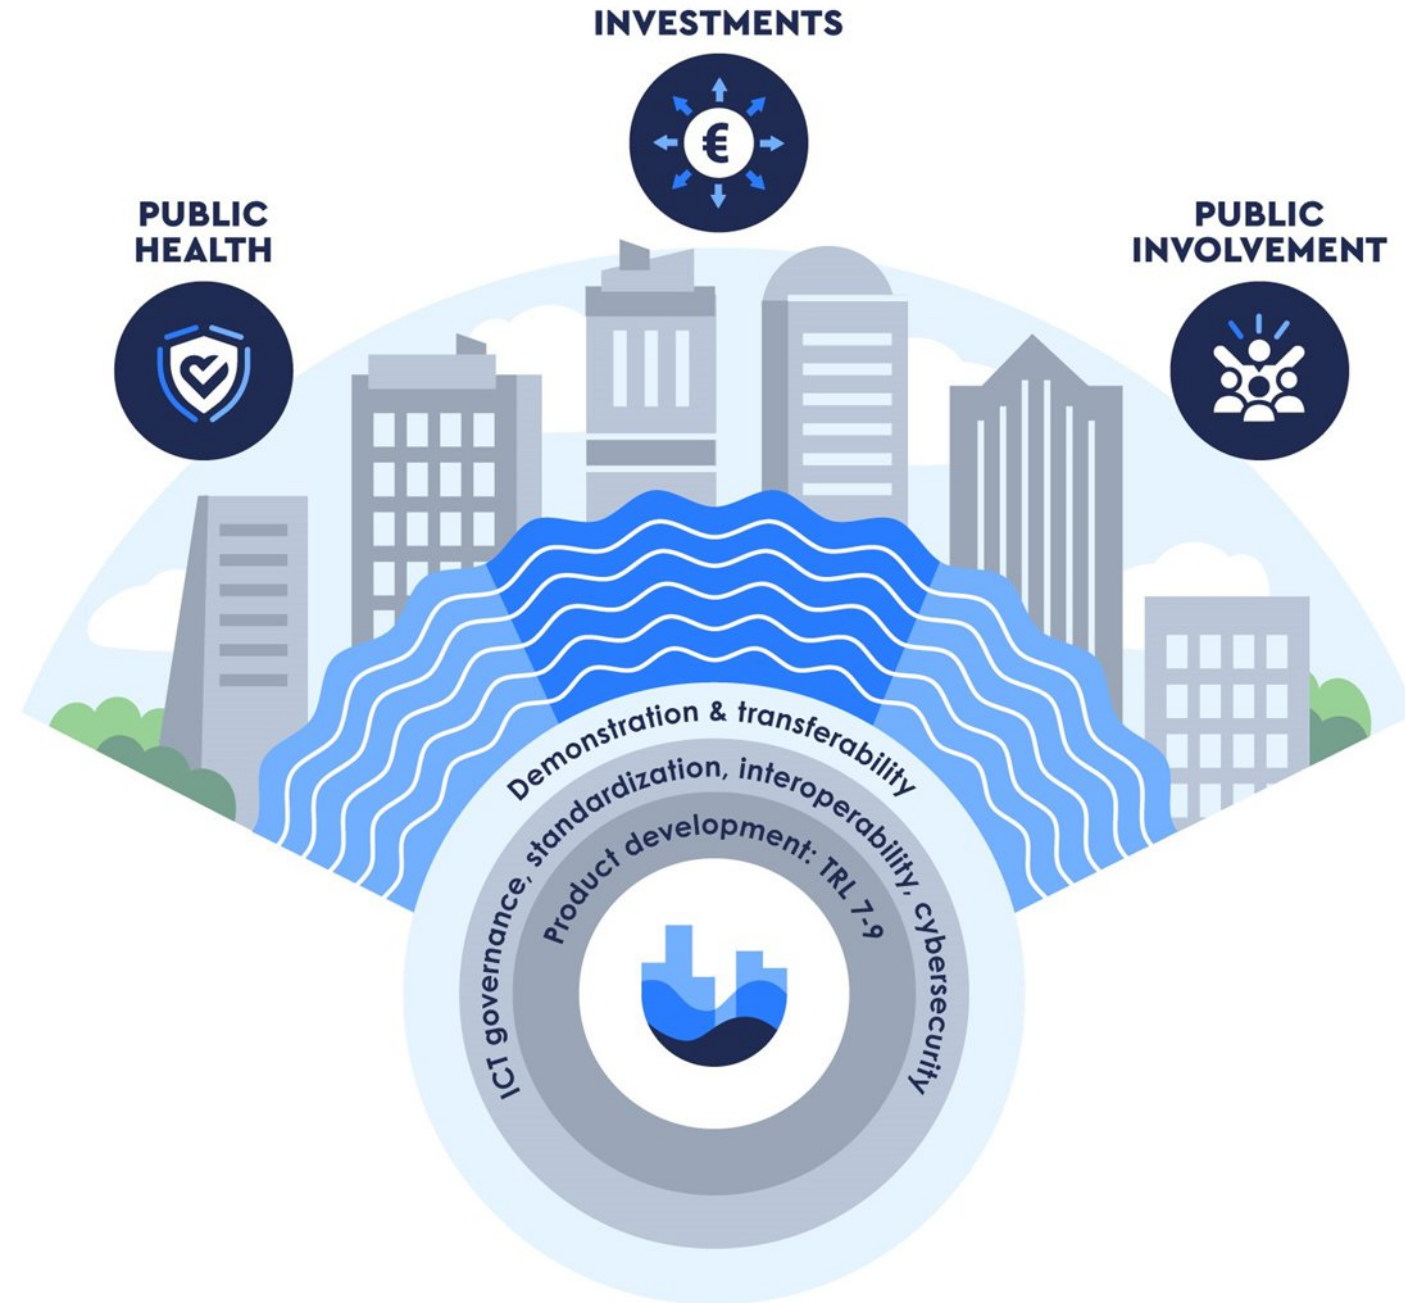 INVESTMENTS
€
PUBLIC
HEALTH
PUBLIC
INVOLVEMENT
Demonstration & transferability
ICT governance, standardization, interoperability, cybersecurity
Product development: TRL 7-9